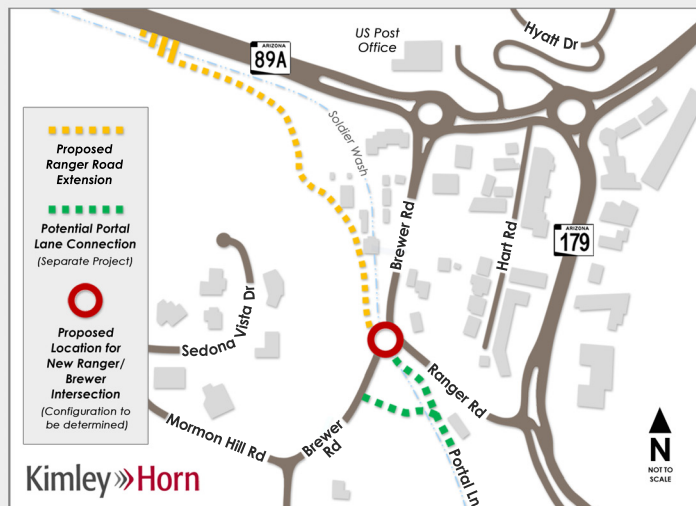 Hyatt Dr
US Post
Office
ARIZONA
89A
Soldier Wash
Proposed
Ranger Road
Extension
Potential Portal
Lane Connection
(Separate Project)
Proposed
Location for
New Ranger/
Brewer
Intersection
(Configuration to
be determined)
Brewer Rd
Hart Rd
ARIZONA
179
Sedona Vista Dr
Ranger Rd
Mormon Hill Rd
Brewer
Rd
Portal Ln
N
NOT TO
SCALE
Kimley»Horn